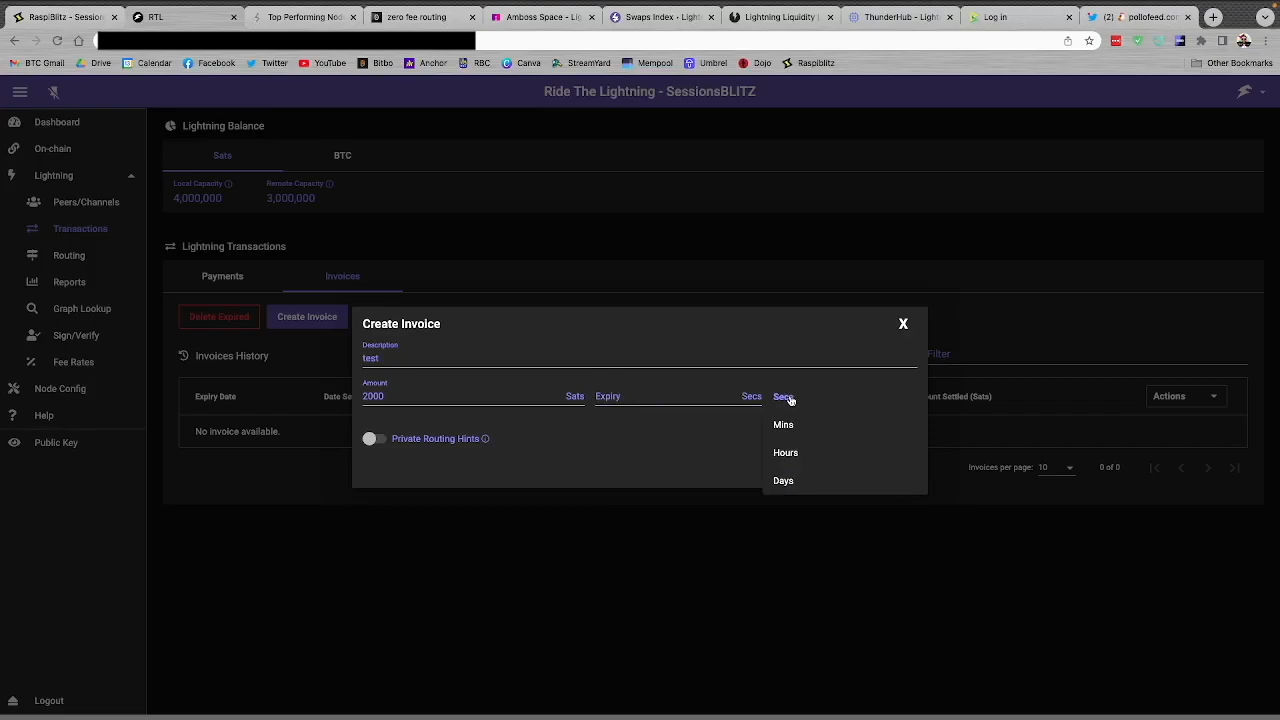 RaspiBlitz - Session
RTL
Top Performing Node
zero fee routing
Amboss Space - Lig
Swaps Index - Light
Lightning Liquidity
ThunderHub - Lightn
Log in
(2) pollofeed.com
BTC Gmail
Drive
Calendar
Facebook
Twitter
YouTube
Bitbo
Anchor
RBC
Canva
StreamYard
Mempool
Umbrel
Dojo
Raspiblitz
Other Bookmarks
Ride The Lightning - SessionsBLITZ
Dashboard
On-chain
Lightning
Peers/Channels
Transactions
Routing
Reports
Graph Lookup
Sign/Verify
Fee Rates
Node Config
Help
Public Key
Logout
Lightning Balance
Sats BTC
Local Capacity Remote Capacity
4,000,000 3,000,000
Lightning Transactions
Payments Invoices
Delete Expired Create Invoice
Invoices History
Filter
Expiry Date Date Se
unt Settled (Sats) Actions
No invoice available.
Invoices per page: 10 0 of 0
Create Invoice X
Description
test
Amount
2000 Sats Expiry Secs Secs
Mins
Hours
Days
Private Routing Hints